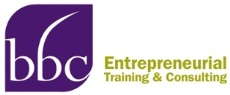 bbc
Entrepreneurial
Training & Consulting